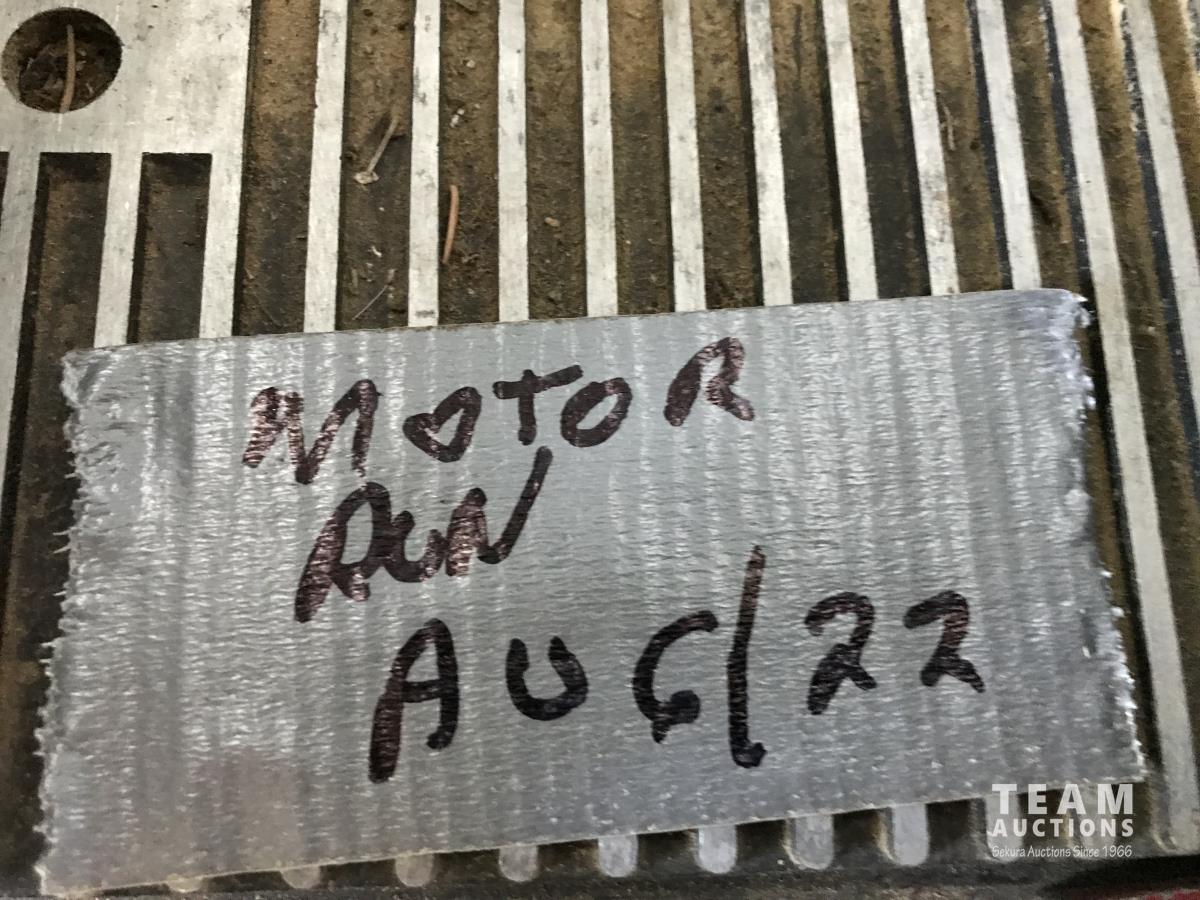 MOTOR
RUN
AUG/22
TEAM
AUCTIONS
Sekura Auctions Since 1966